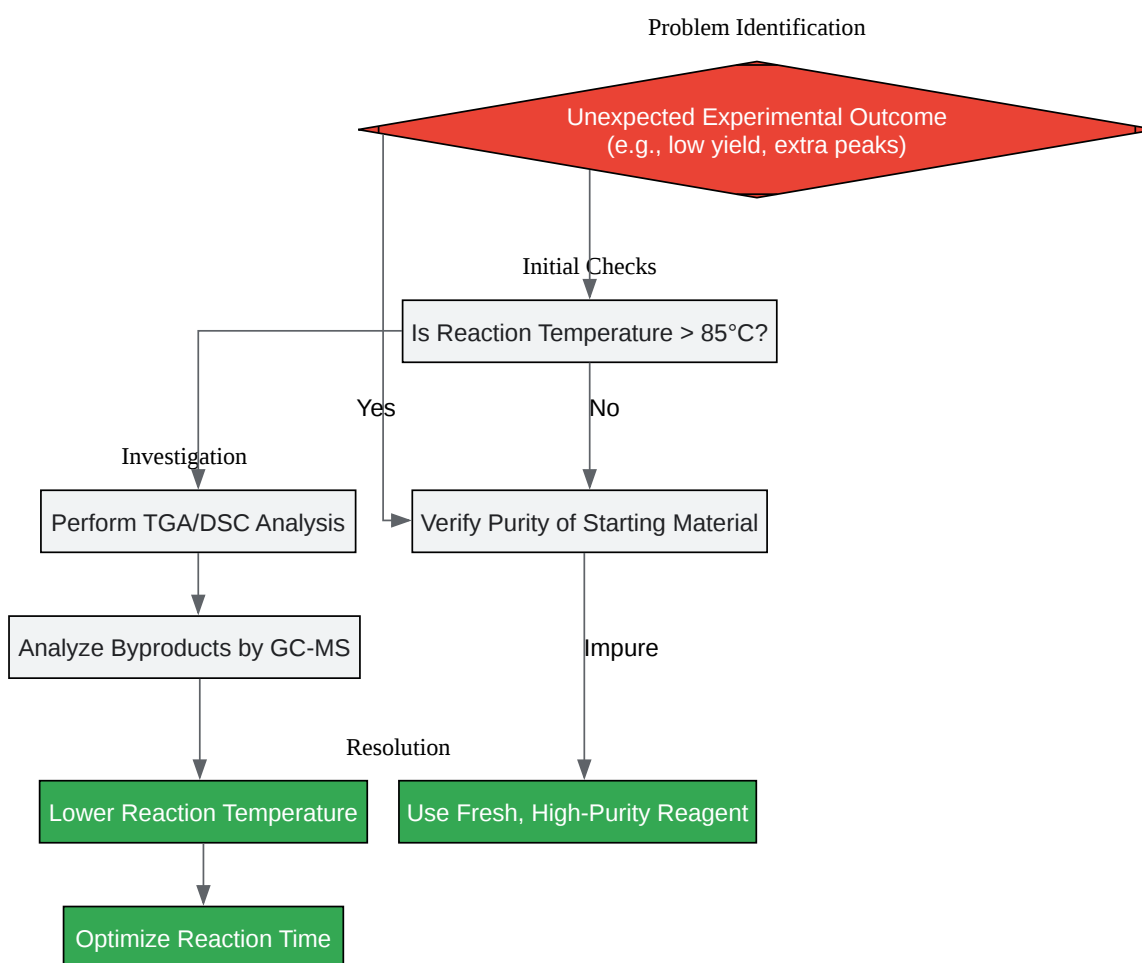 Problem Identification
Unexpected Experimental Outcome
(e.g., low yield, extra peaks)
Initial Checks
Is Reaction Temperature > 85°C?
Yes
No
Investigation
Perform TGA/DSC Analysis
Verify Purity of Starting Material
Analyze Byproducts by GC-MS
Impure
Resolution
Lower Reaction Temperature
Use Fresh, High-Purity Reagent
Optimize Reaction Time